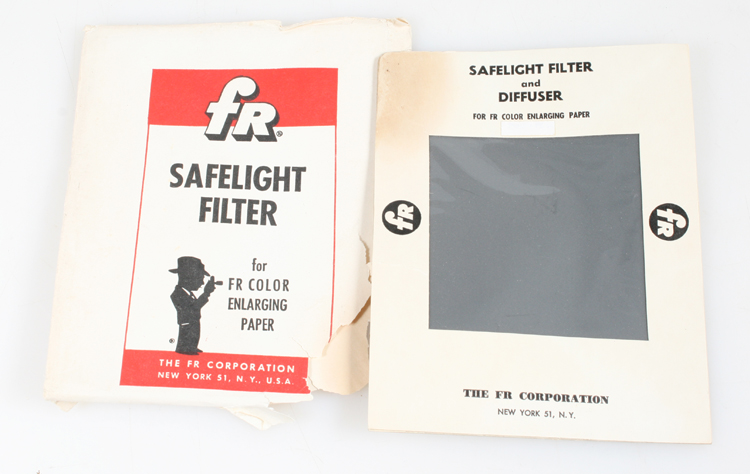 fR®
SAFELIGHT
FILTER
for
FR COLOR
ENLARGING
PAPER
®
THE FR CORPORATION
NEW YORK 51, N.Y., U.S.A.
SAFELIGHT FILTER
and
DIFFUSER
FOR FR COLOR ENLARGING PAPER
fR
fR
THE FR CORPORATION
NEW YORK 51, N.Y.